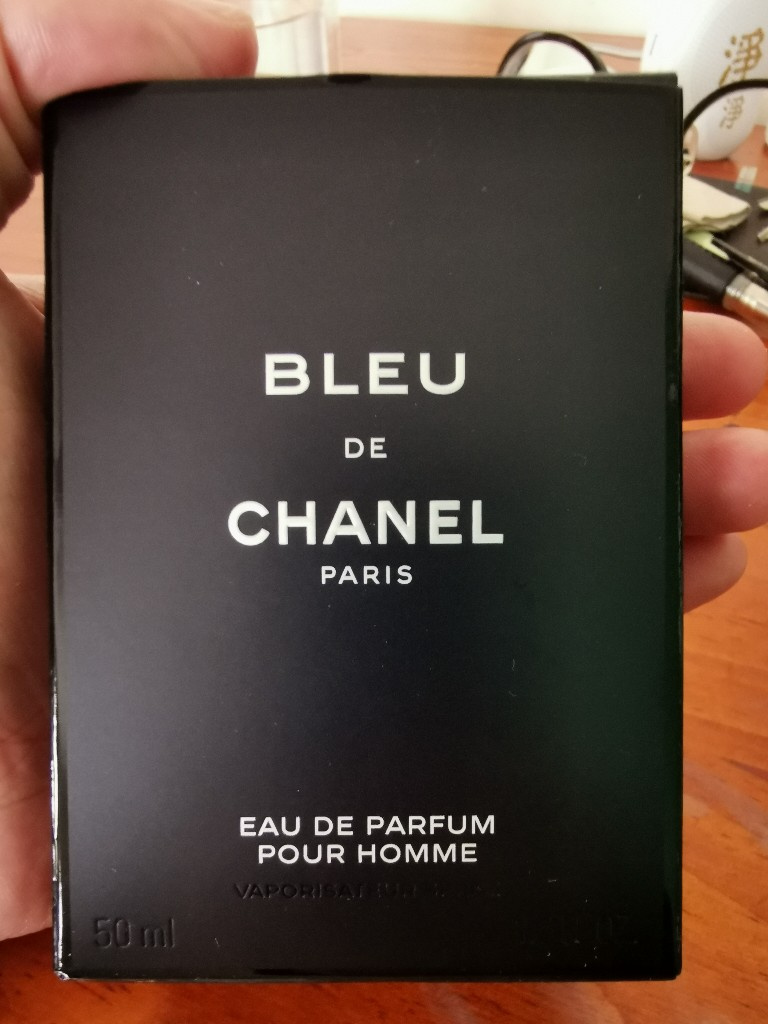 BLEU
DE
CHANEL
PARIS
EAU DE PARFUM
POUR HOMME
50 ml